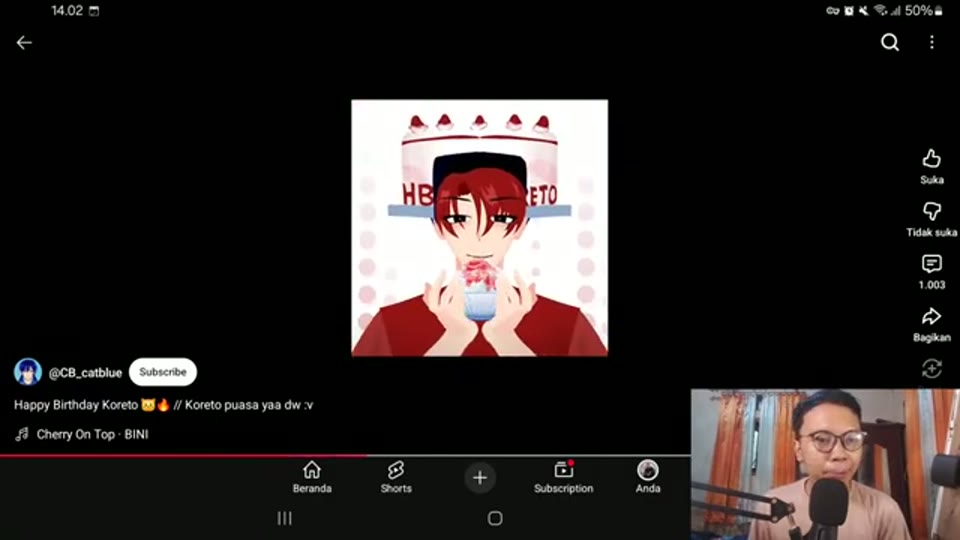 14.02
50%
HB RETO
Suka
Tidak suka
1.003
Bagikan
@CB_catblue
Subscribe
Happy Birthday Koreto 😸🔥 // Koreto puasa yaa dw :v
Cherry On Top · BINI
Beranda
Shorts
Subscription
Anda